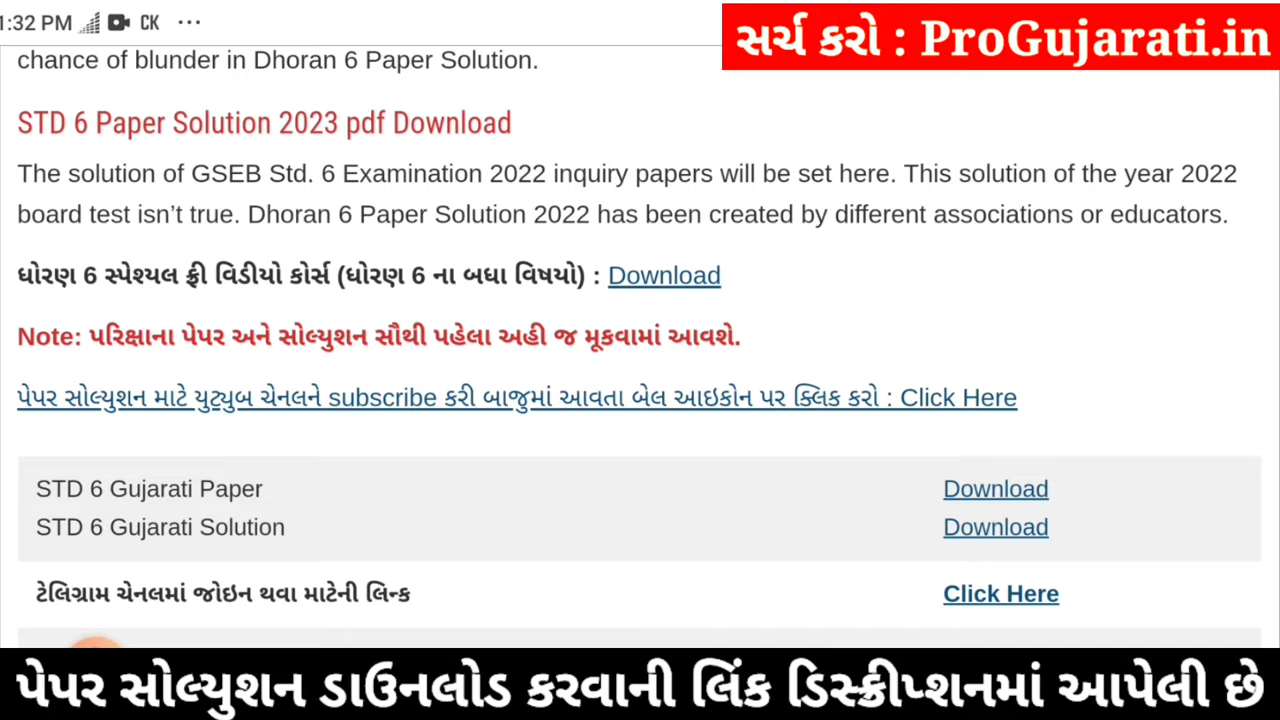 1:32 PM CK ...
સર્ચ કરો : ProGujarati.in
chance of blunder in Dhoran 6 Paper Solution.
STD 6 Paper Solution 2023 pdf Download
The solution of GSEB Std. 6 Examination 2022 inquiry papers will be set here. This solution of the year 2022
board test isn’t true. Dhoran 6 Paper Solution 2022 has been created by different associations or educators.
ધોરણ 6 સ્પેશ્યલ ફ્રી વિડીયો કોર્સ (ધોરણ 6 ના બધા વિષયો) : Download
Note: પરિક્ષાના પેપર અને સોલ્યુશન સૌથી પહેલા અહી જ મૂકવામાં આવશે.
પેપર સોલ્યુશન માટે યુટ્યુબ ચેનલને subscribe કરી બાજુમાં આવતા બેલ આઇકોન પર ક્લિક કરો : Click Here
STD 6 Gujarati Paper Download
STD 6 Gujarati Solution Download
ટેલિગ્રામ ચેનલમાં જોઇન થવા માટેની લિન્ક Click Here
પેપર સોલ્યુશન ડાઉનલોડ કરવાની લિંક ડિસ્ક્રીપ્શનમાં આપેલી છે